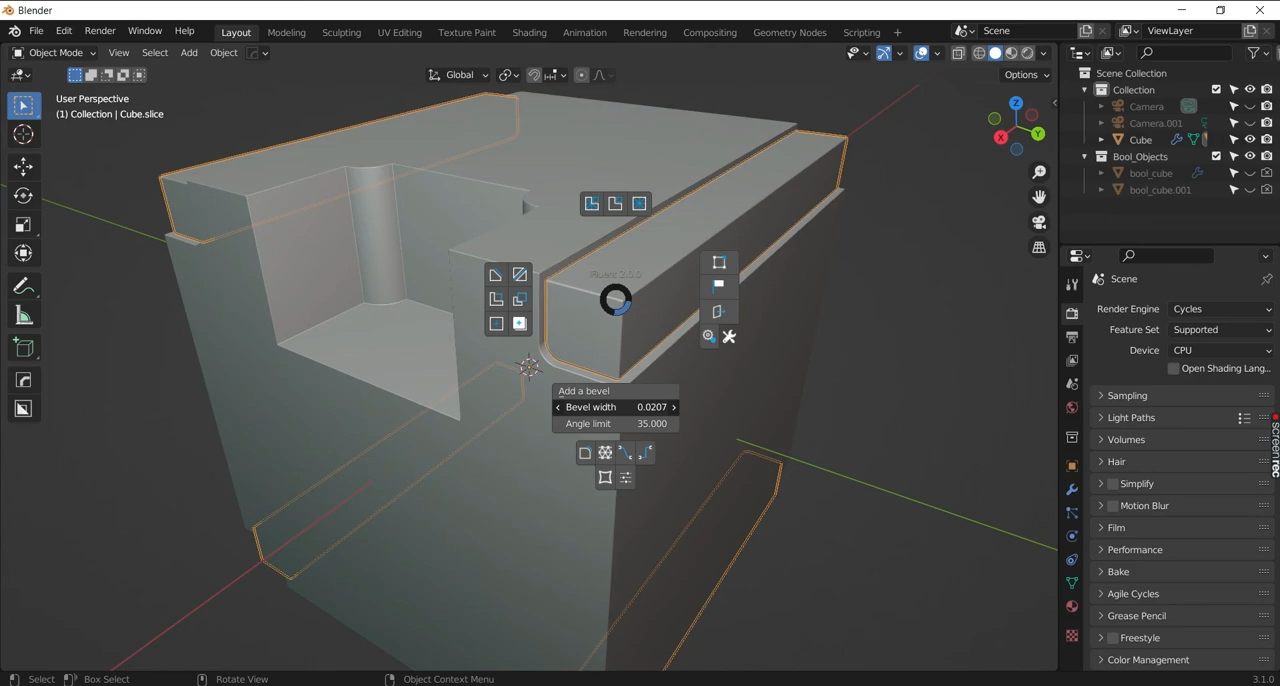 Blender
File Edit Render Window Help
Layout Modeling Sculpting UV Editing Texture Paint Shading Animation Rendering Compositing Geometry Nodes Scripting +
Scene
ViewLayer
Object Mode View Select Add Object
Global
Options
User Perspective
(1) Collection | Cube.slice
Z
Y
X
Scene Collection
Collection
Camera
Camera.001
Cube
Bool_Objects
bool_cube
bool_cube.001
Fluent 2.0.0
Add a bevel
Bevel width 0.0207
Angle limit 35.000
Scene
Render Engine Cycles
Feature Set Supported
Device CPU
Open Shading Lang...
Sampling
Light Paths
Volumes
Hair
Simplify
Motion Blur
Film
Performance
Bake
Agile Cycles
Grease Pencil
Freestyle
Color Management
screenrec
Select Box Select Rotate View Object Context Menu
3.1.0